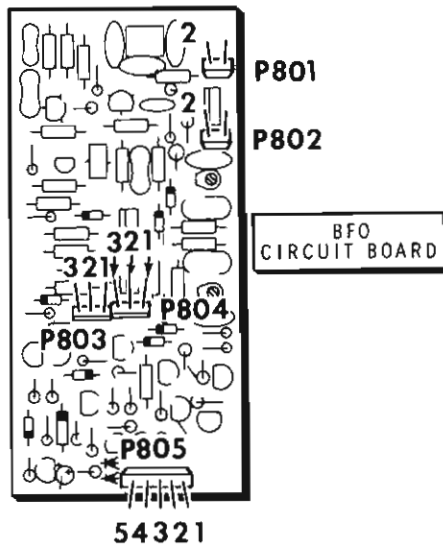 2
P801
2
P802
BFO
CIRCUIT BOARD
321
321
P804
P803
P805
54321